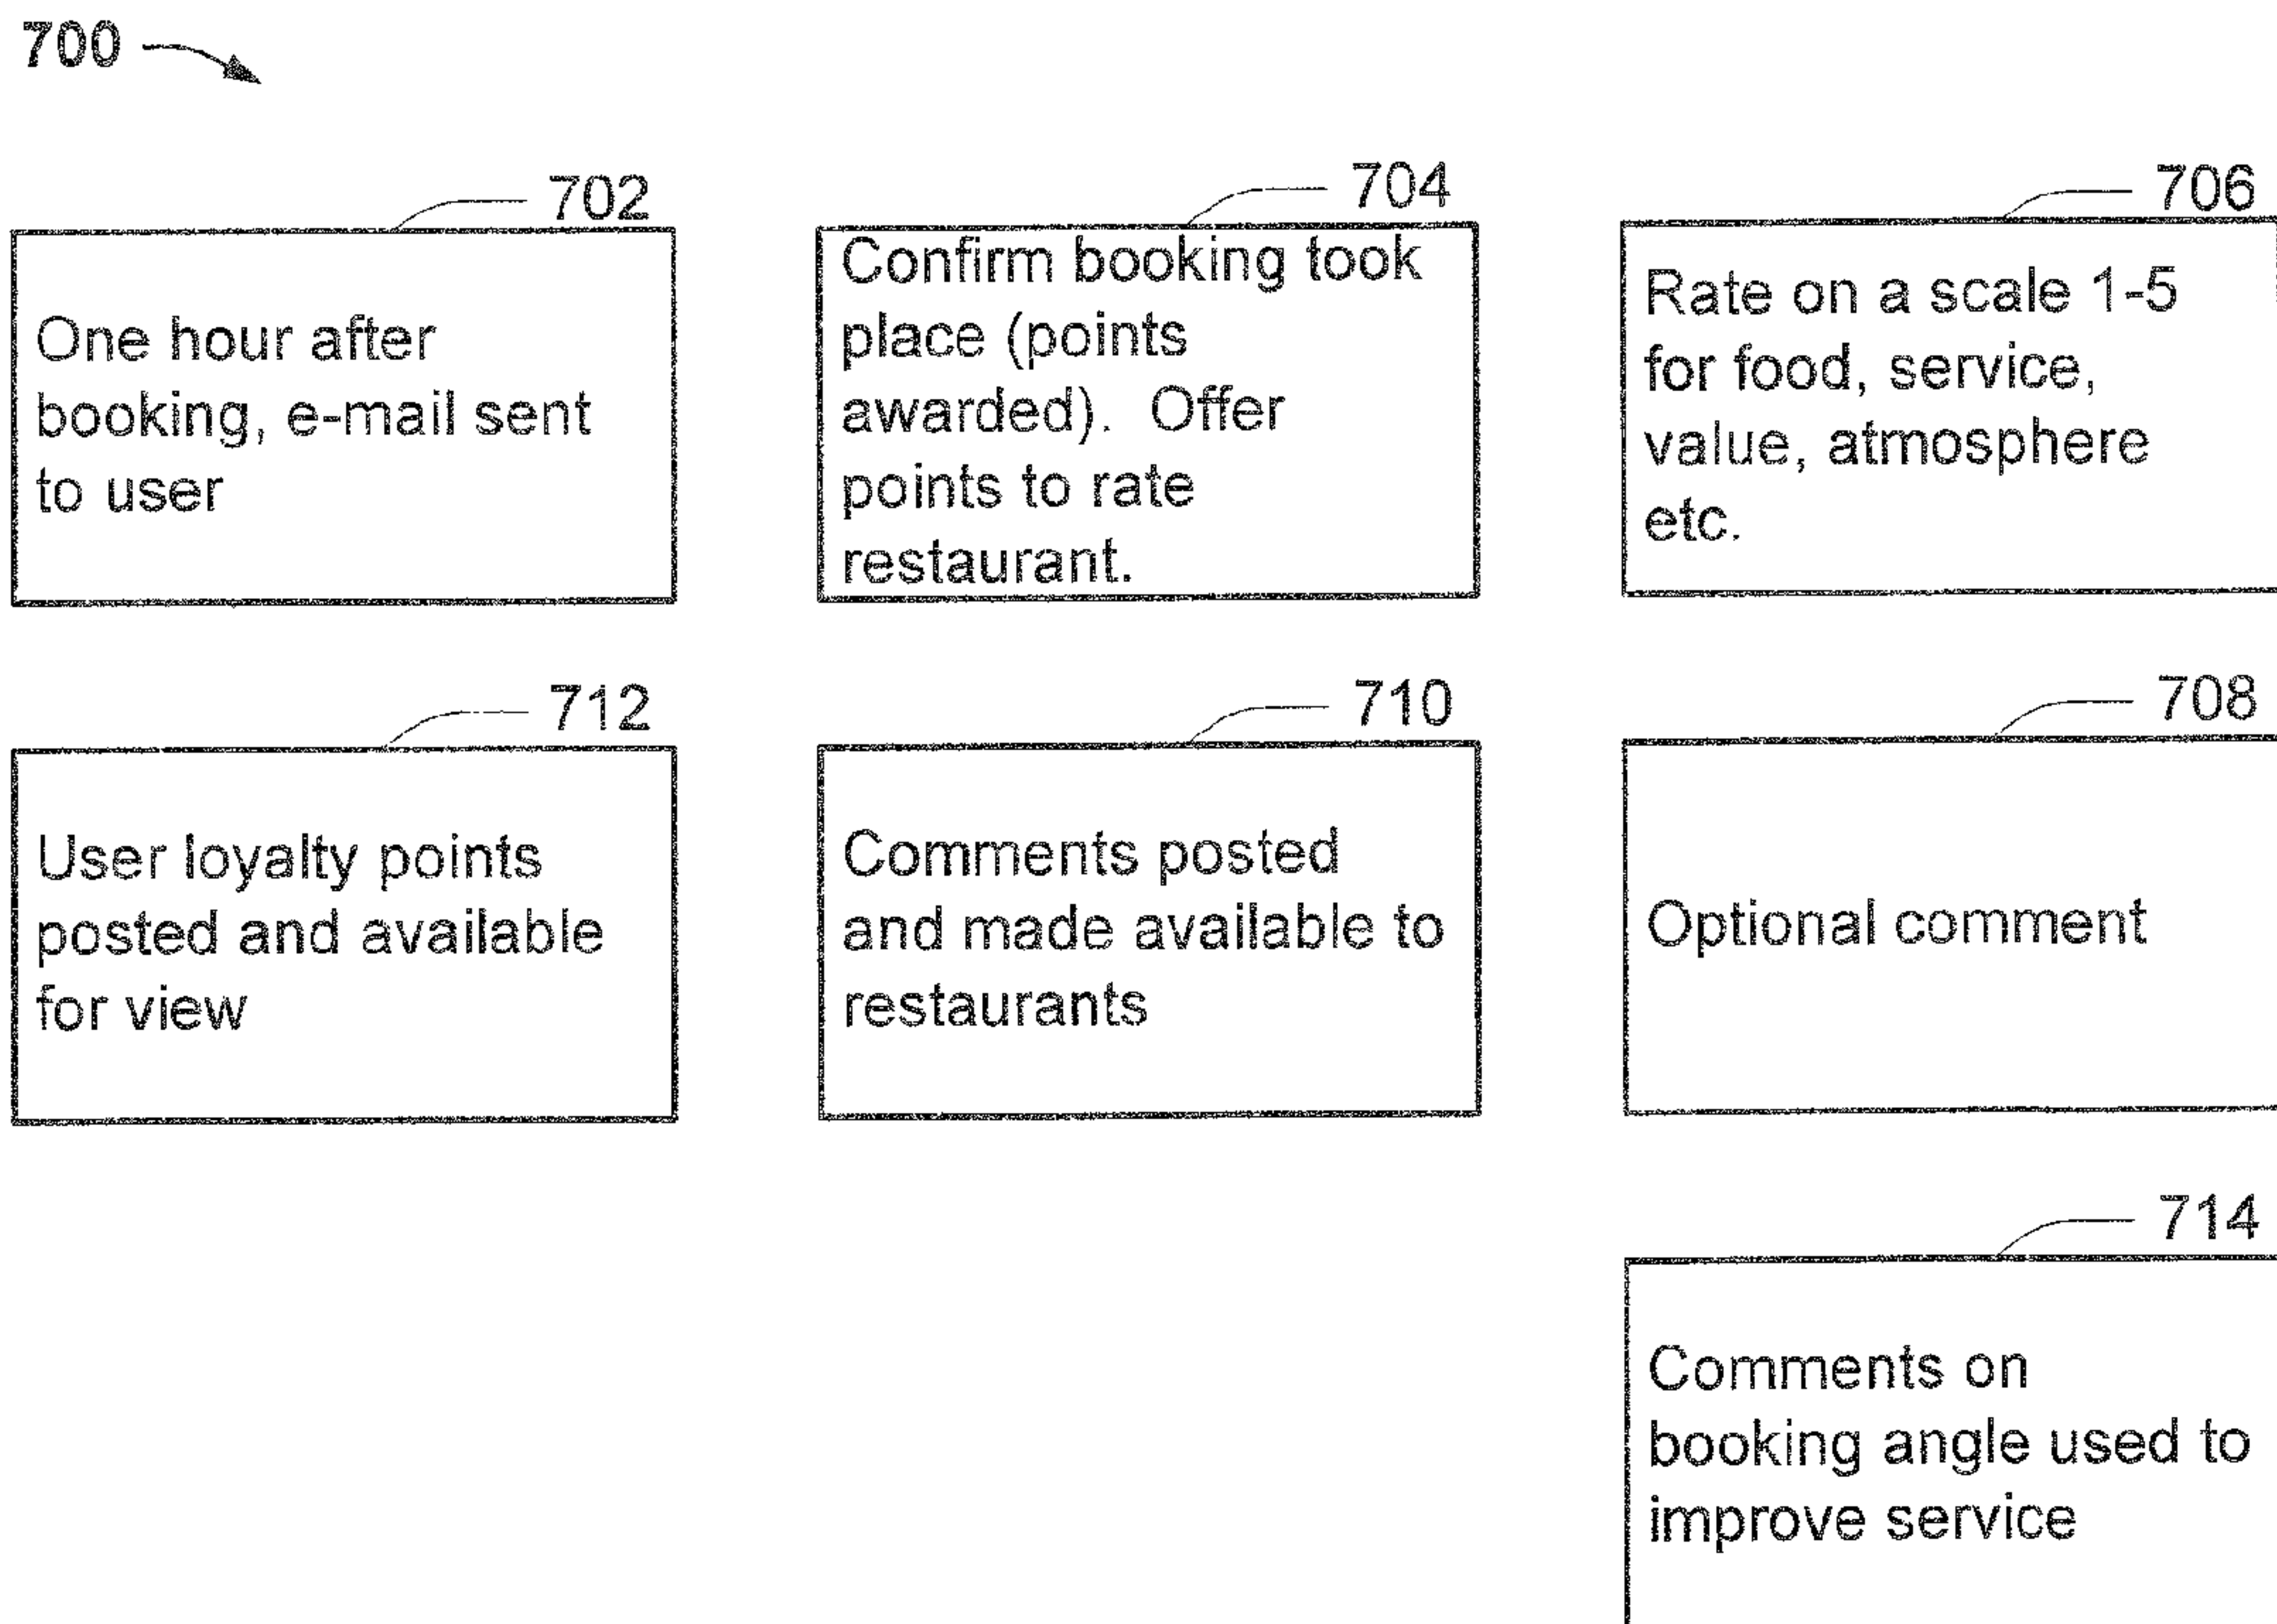 700
702
One hour after
booking, e-mail sent
to user
704
Confirm booking took
place (points
awarded). Offer
points to rate
restaurant.
706
Rate on a scale 1-5
for food, service,
value, atmosphere
etc.
712
User loyalty points
posted and available
for view
710
Comments posted
and made available to
restaurants
708
Optional comment
714
Comments on
booking angle used to
improve service